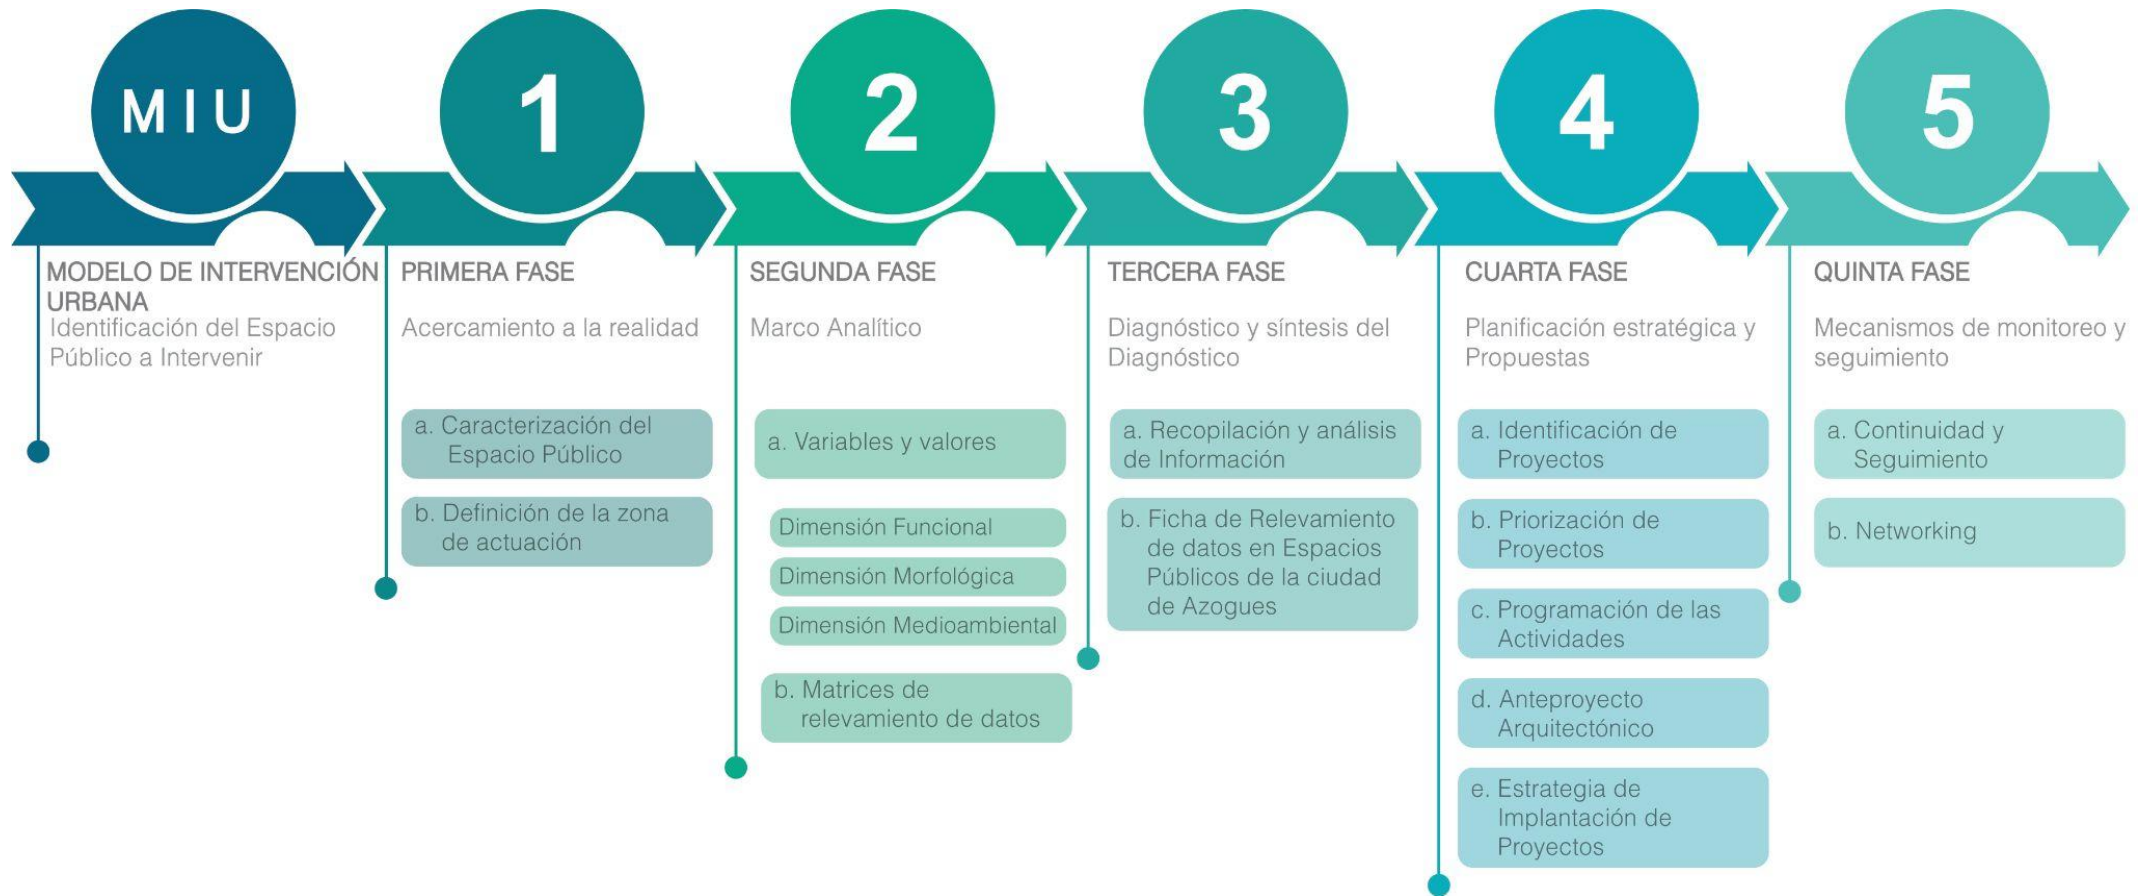 MIU
MODELO DE INTERVENCIÓN
URBANA
Identificación del Espacio
Público a Intervenir
1
PRIMERA FASE
Acercamiento a la realidad
a. Caracterización del
Espacio Público
b. Definición de la zona
de actuación
2
SEGUNDA FASE
Marco Analítico
a. Variables y valores
Dimensión Funcional
Dimensión Morfológica
Dimensión Medioambiental
b. Matrices de
relevamiento de datos
3
TERCERA FASE
Diagnóstico y síntesis del
Diagnóstico
a. Recopilación y análisis
de Información
b. Ficha de Relevamiento
de datos en Espacios
Públicos de la ciudad
de Azogues
4
CUARTA FASE
Planificación estratégica y
Propuestas
a. Identificación de
Proyectos
b. Priorización de
Proyectos
c. Programación de las
Actividades
d. Anteproyecto
Arquitectónico
e. Estrategia de
Implantación de
Proyectos
5
QUINTA FASE
Mecanismos de monitoreo y
seguimiento
a. Continuidad y
Seguimiento
b. Networking